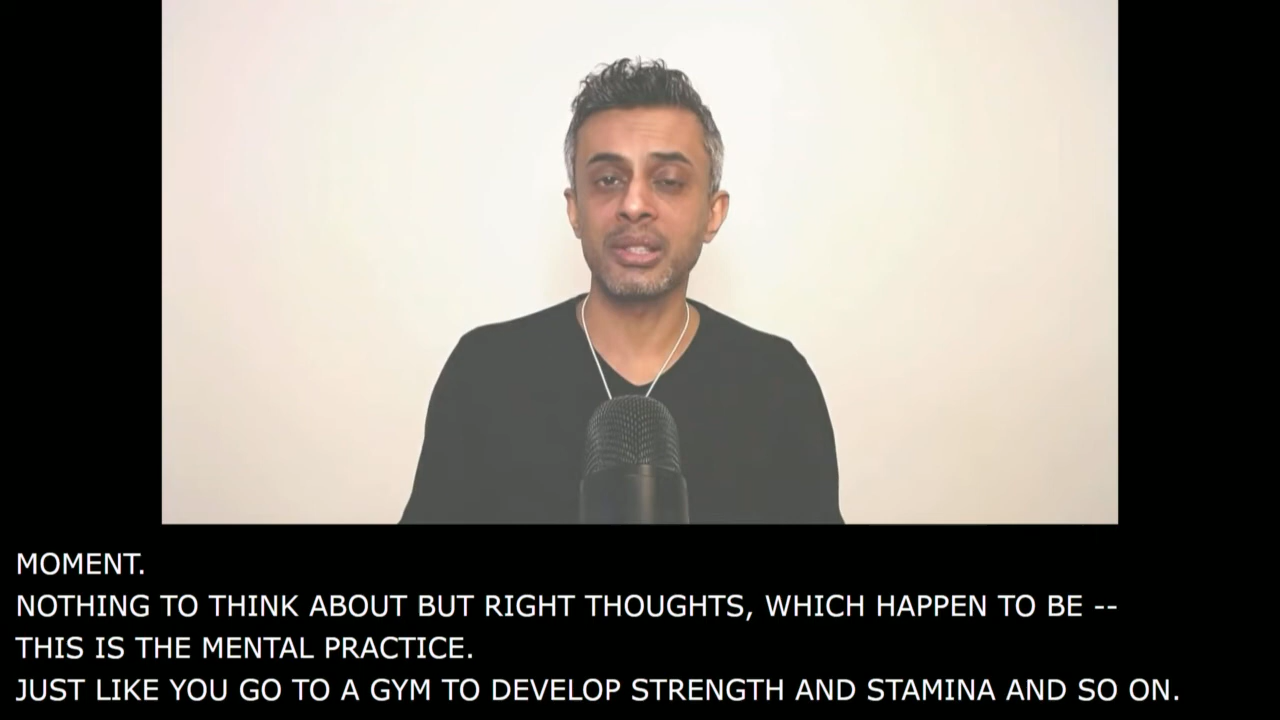 MOMENT.
NOTHING TO THINK ABOUT BUT RIGHT THOUGHTS, WHICH HAPPEN TO BE --
THIS IS THE MENTAL PRACTICE.
JUST LIKE YOU GO TO A GYM TO DEVELOP STRENGTH AND STAMINA AND SO ON.